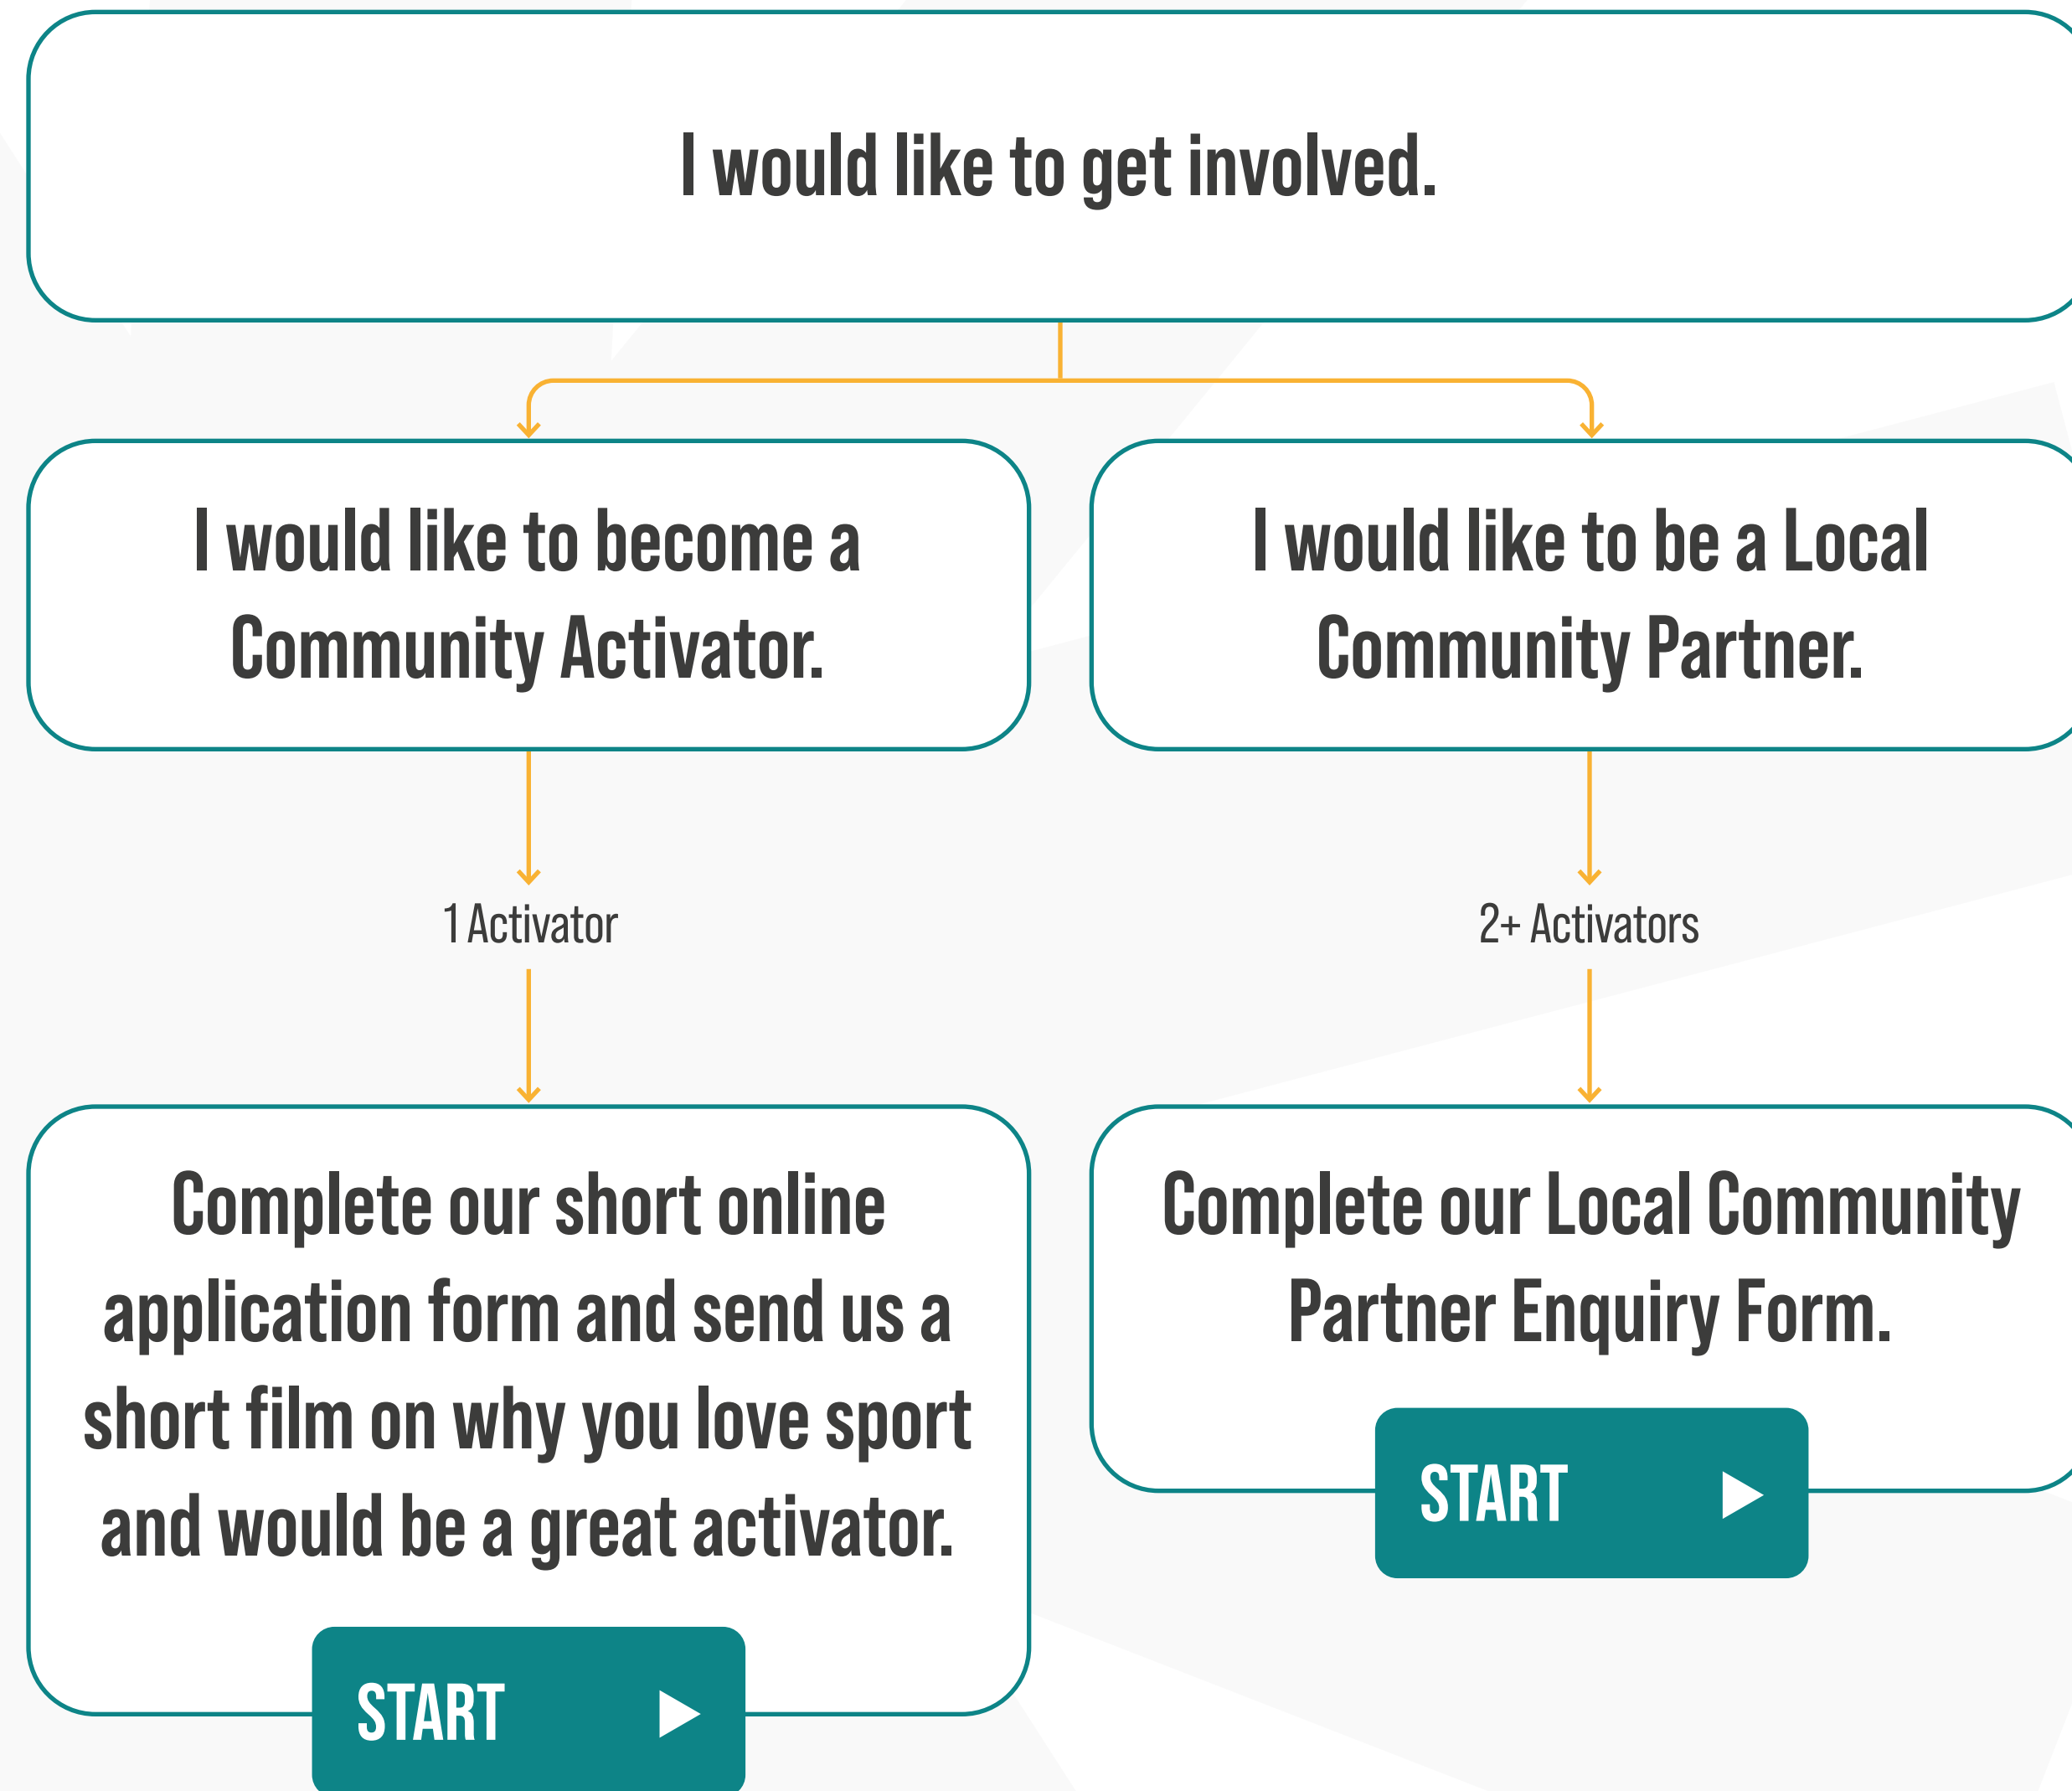 I would like to get involved.
I would like to become a
Community Activator.
I would like to be a Local
Community Partner.
1 Activator
2+ Activators
Complete our short online
application form and send us a
short film on why you love sport
and would be a great activator.
START
Complete our Local Community
Partner Enquiry Form.
START